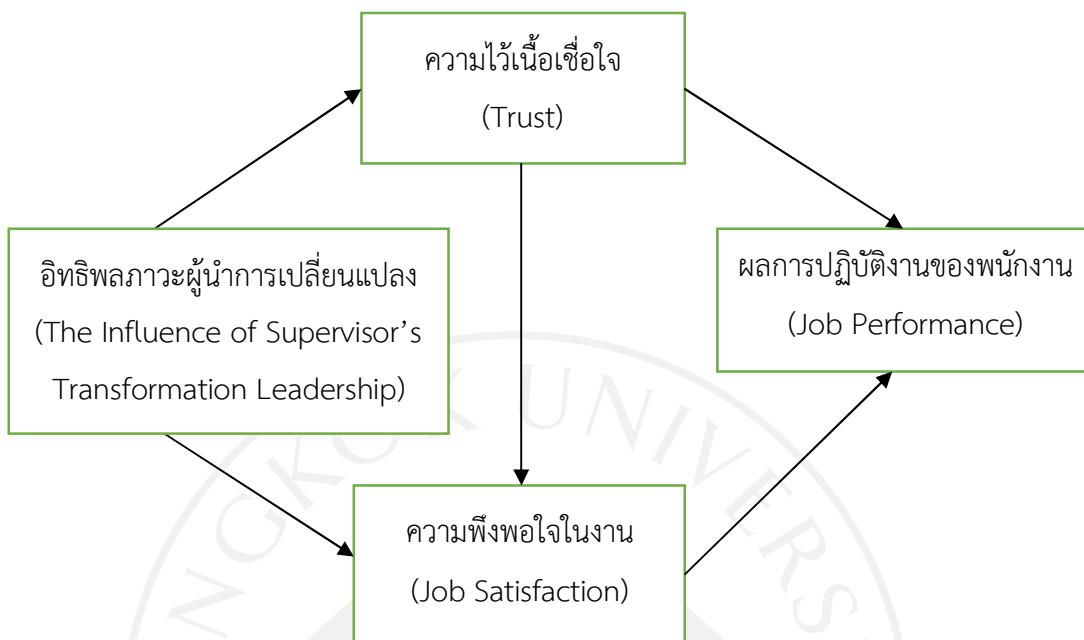 ความไว้เนื้อเชื่อใจ
(Trust)
อิทธิพลภาวะผู้นำการเปลี่ยนแปลง
(The Influence of Supervisor’s
Transformation Leadership)
ผลการปฏิบัติงานของพนักงาน
(Job Performance)
ความพึงพอใจในงาน
(Job Satisfaction)
NGKOK UNIVERSI